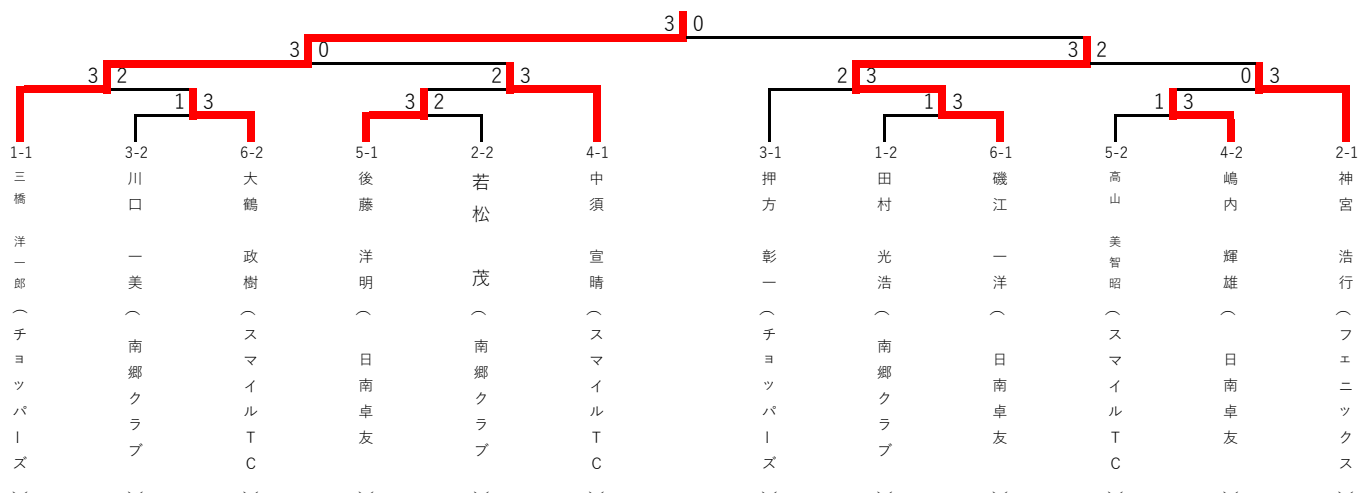 3 0
3 0 3 2
3 2 2 3 2 3 0 3
1 3 3 2 1 3 1 3
1-1 3-2 6-2 5-1 2-2 4-1 3-1 1-2 6-1 5-2 4-2 2-1
三橋 洋一郎(チョッパーズ
川口 一美(南郷クラブ
大鶴 政樹(スマイルTC
後藤 洋明(日南卓友
若松 茂(南郷クラブ
中須 宣晴(スマイルTC
押方 彰一(チョッパーズ
田村 光浩(南郷クラブ
磯江 一洋(日南卓友
高山 美智昭(スマイルTC
嶋内 輝雄(日南卓友
神宮 浩行(フェニックス